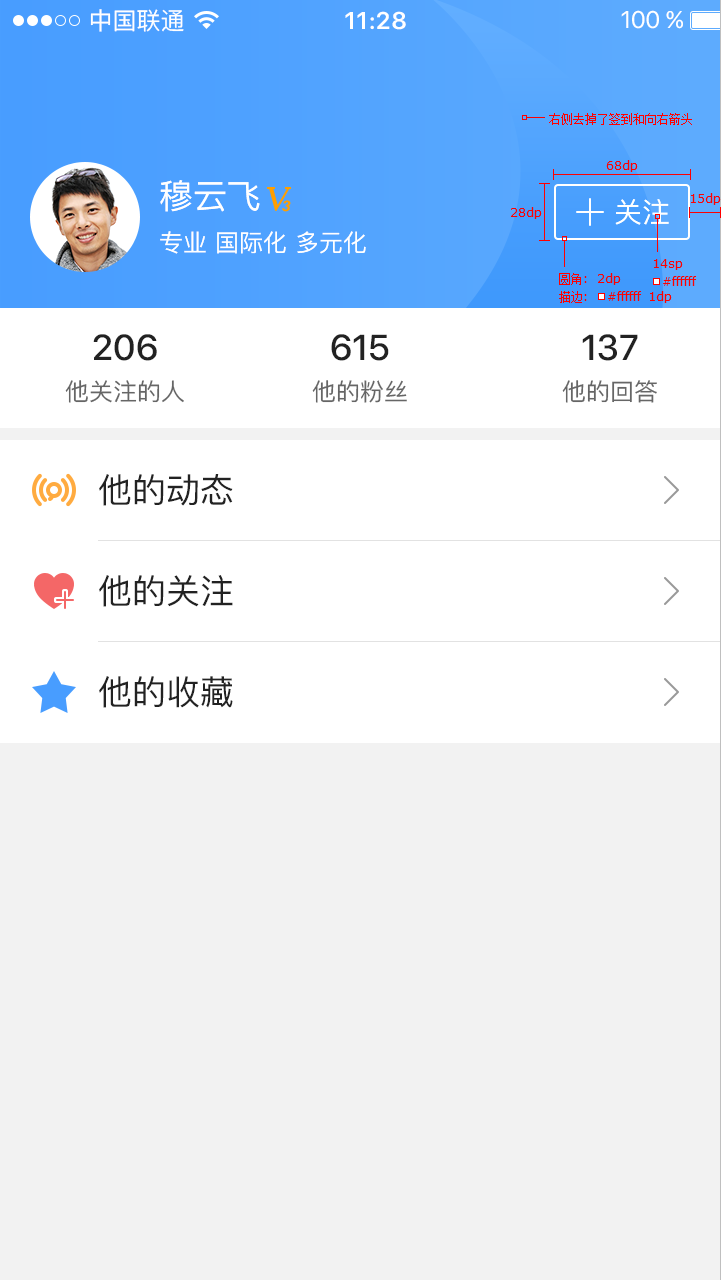 中国联通 11:28 100 %
右侧去掉了签到和向右箭头
68dp
15dp
穆云飞 V3
28dp
关注
专业 国际化 多元化
14sp
圆角: 2dp
#ffffff
描边: #ffffff 1dp
206 615 137
他关注的人 他的粉丝 他的回答
他的动态
他的关注
他的收藏